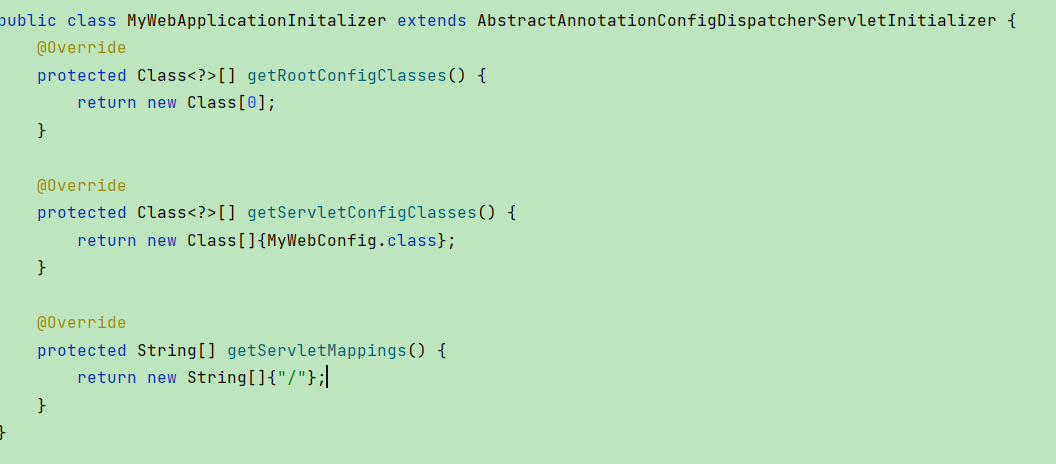 public class MyWebApplicationInitalizer extends AbstractAnnotationConfigDispatcherServletInitializer {
    @Override
    protected Class<?>[] getRootConfigClasses() {
        return new Class[0];
    }

    @Override
    protected Class<?>[] getServletConfigClasses() {
        return new Class[]{MyWebConfig.class};
    }

    @Override
    protected String[] getServletMappings() {
        return new String[]{"/"};
    }
}